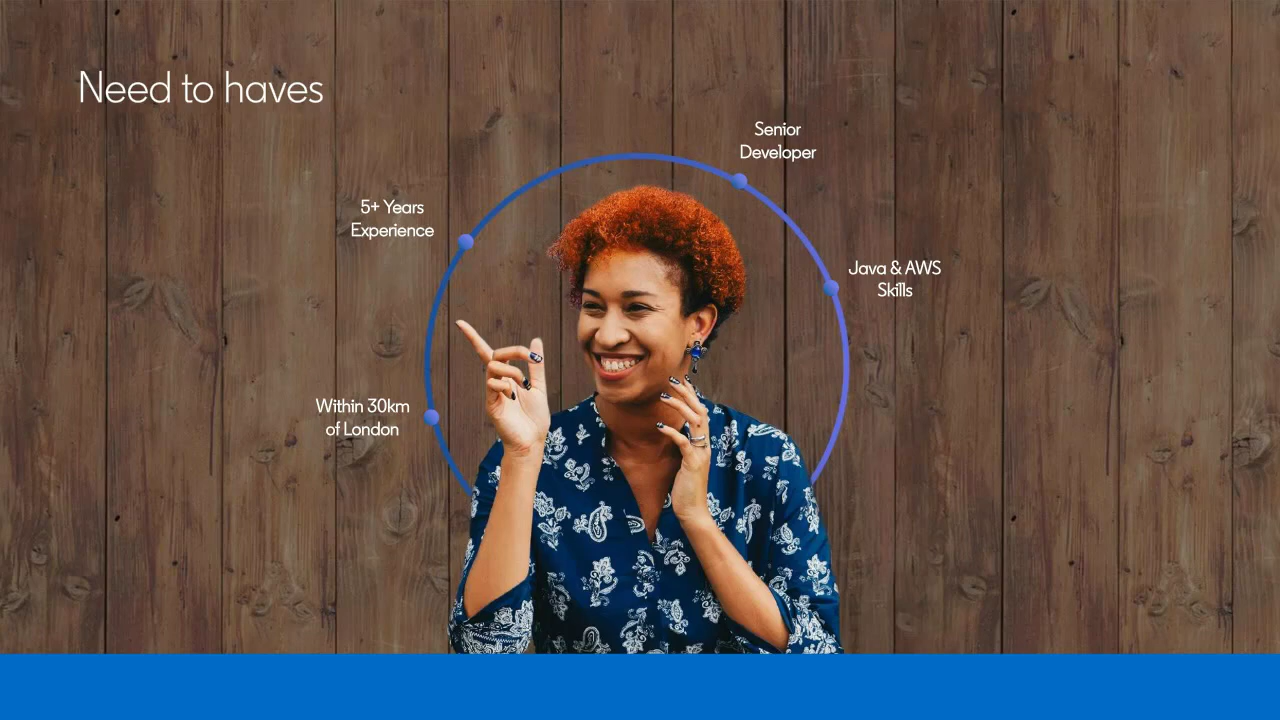 Need to haves
Senior
Developer
5+ Years
Experience
Java & AWS
Skills
Within 30km
of London